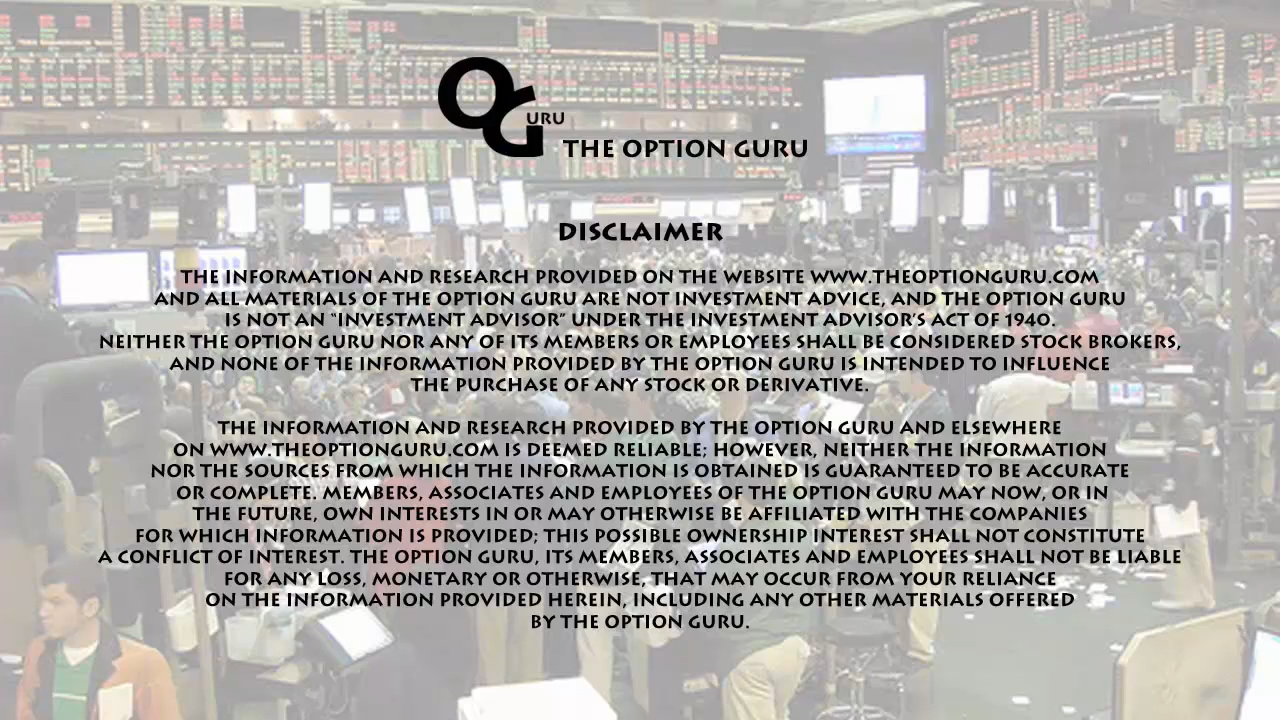 OG URU
THE OPTION GURU
DISCLAIMER
THE INFORMATION AND RESEARCH PROVIDED ON THE WEBSITE WWW.THEOPTIONGURU.COM
AND ALL MATERIALS OF THE OPTION GURU ARE NOT INVESTMENT ADVICE, AND THE OPTION GURU
IS NOT AN “INVESTMENT ADVISOR” UNDER THE INVESTMENT ADVISOR’S ACT OF 1940.
NEITHER THE OPTION GURU NOR ANY OF ITS MEMBERS OR EMPLOYEES SHALL BE CONSIDERED STOCK BROKERS,
AND NONE OF THE INFORMATION PROVIDED BY THE OPTION GURU IS INTENDED TO INFLUENCE
THE PURCHASE OF ANY STOCK OR DERIVATIVE.
THE INFORMATION AND RESEARCH PROVIDED BY THE OPTION GURU AND ELSEWHERE
ON WWW.THEOPTIONGURU.COM IS DEEMED RELIABLE; HOWEVER, NEITHER THE INFORMATION
NOR THE SOURCES FROM WHICH THE INFORMATION IS OBTAINED IS GUARANTEED TO BE ACCURATE
OR COMPLETE. MEMBERS, ASSOCIATES AND EMPLOYEES OF THE OPTION GURU MAY NOW, OR IN
THE FUTURE, OWN INTERESTS IN OR MAY OTHERWISE BE AFFILIATED WITH THE COMPANIES
FOR WHICH INFORMATION IS PROVIDED; THIS POSSIBLE OWNERSHIP INTEREST SHALL NOT CONSTITUTE
A CONFLICT OF INTEREST. THE OPTION GURU, ITS MEMBERS, ASSOCIATES AND EMPLOYEES SHALL NOT BE LIABLE
FOR ANY LOSS, MONETARY OR OTHERWISE, THAT MAY OCCUR FROM YOUR RELIANCE
ON THE INFORMATION PROVIDED HEREIN, INCLUDING ANY OTHER MATERIALS OFFERED
BY THE OPTION GURU.